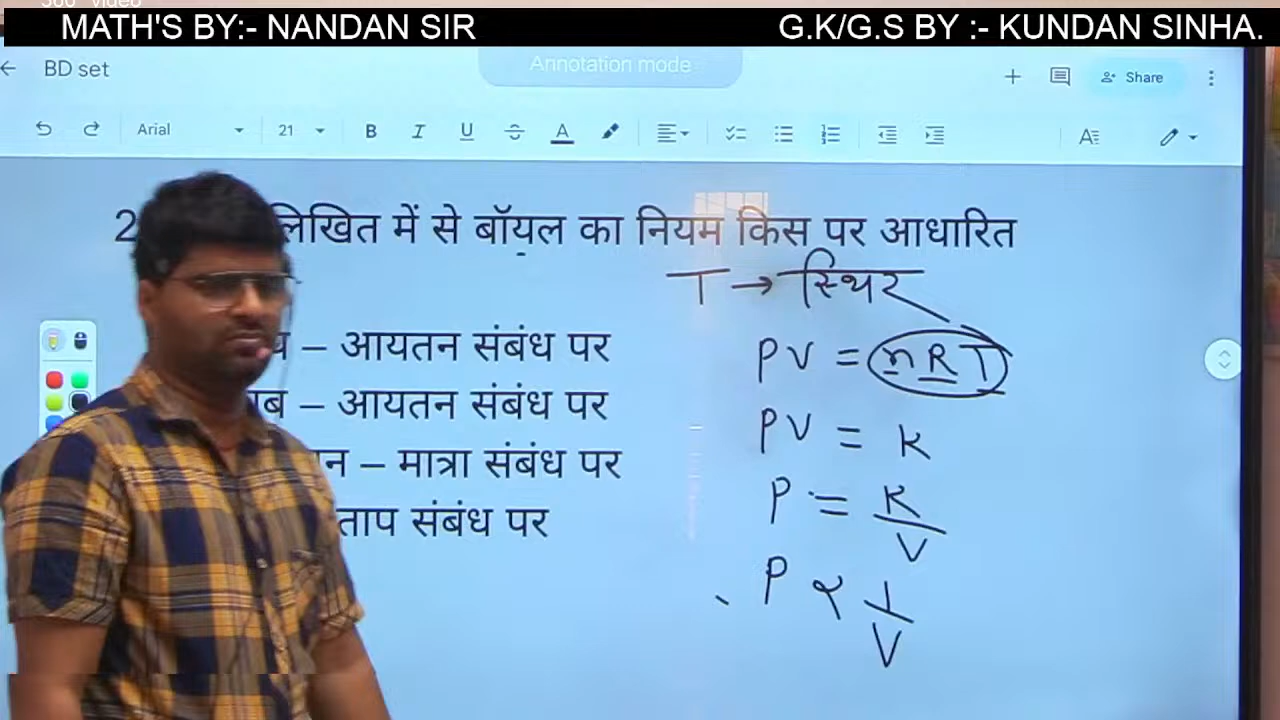 MATH'S BY:- NANDAN SIR
G.K/G.S BY :- KUNDAN SINHA.
BD set
Annotation mode
Share
Arial
21
B I U S A
लिखित में से बॉयल का नियम किस पर आधारित
T → स्थिर
– आयतन संबंध पर
PV = nRT
– आयतन संबंध पर
PV = K
– मात्रा संबंध पर
P = K/V
ताप संबंध पर
P ∝ 1/V